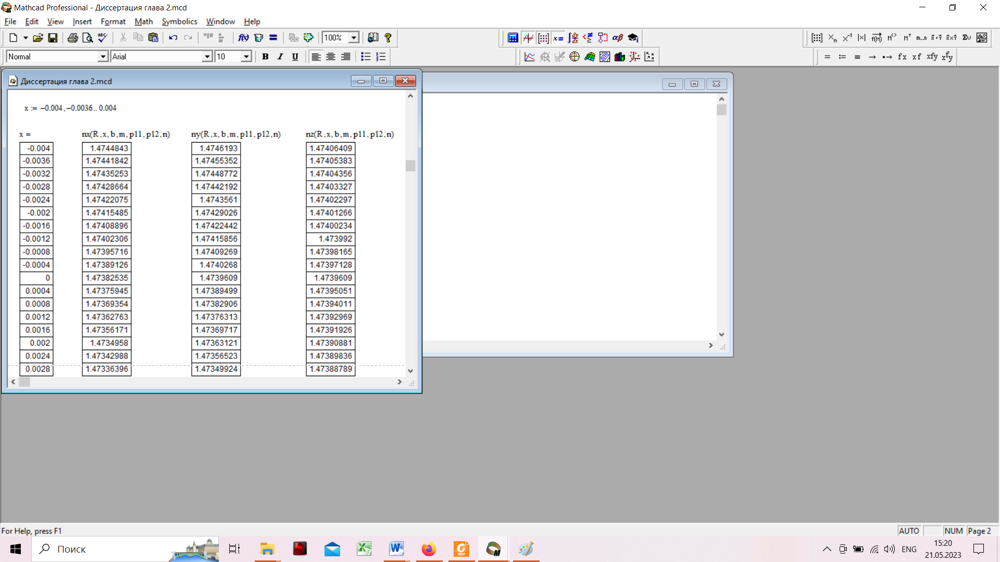 Mathcad Professional - Диссертация глава 2.mcd
File Edit View Insert Format Math Symbolics Window Help
100%
Normal Arial 10 B I U
Диссертация глава 2.mcd
x := −0.004 , −0.0036 .. 0.004
x = nx(R , x , b , m , p11 , p12 , n) ny(R , x , b , m , p11 , p12 , n) nz(R , x , b , m , p11 , p12 , n)
-0.004 1.4744843 1.4746193 1.47406409
-0.0036 1.47441842 1.47455352 1.47405383
-0.0032 1.47435253 1.47448772 1.47404356
-0.0028 1.47428664 1.47442192 1.47403327
-0.0024 1.47422075 1.4743561 1.47402297
-0.002 1.47415485 1.47429026 1.47401266
-0.0016 1.47408896 1.47422442 1.47400234
-0.0012 1.47402306 1.47415856 1.473992
-0.0008 1.47395716 1.47409269 1.47398165
-0.0004 1.47389126 1.4740268 1.47397128
0 1.47382535 1.4739609 1.4739609
0.0004 1.47375945 1.47389499 1.47395051
0.0008 1.47369354 1.47382906 1.47394011
0.0012 1.47362763 1.47376313 1.47392969
0.0016 1.47356171 1.47369717 1.47391926
0.002 1.4734958 1.47363121 1.47390881
0.0024 1.47342988 1.47356523 1.47389836
0.0028 1.47336396 1.47349924 1.47388789
For Help, press F1
AUTO NUM Page 2
Поиск
ENG
15:20
21.05.2023